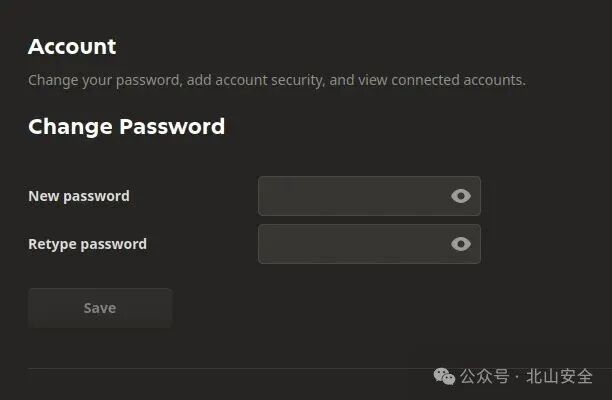 Account
Change your password, add account security, and view connected accounts.
Change Password
New password
Retype password
Save
公众号 · 北山安全